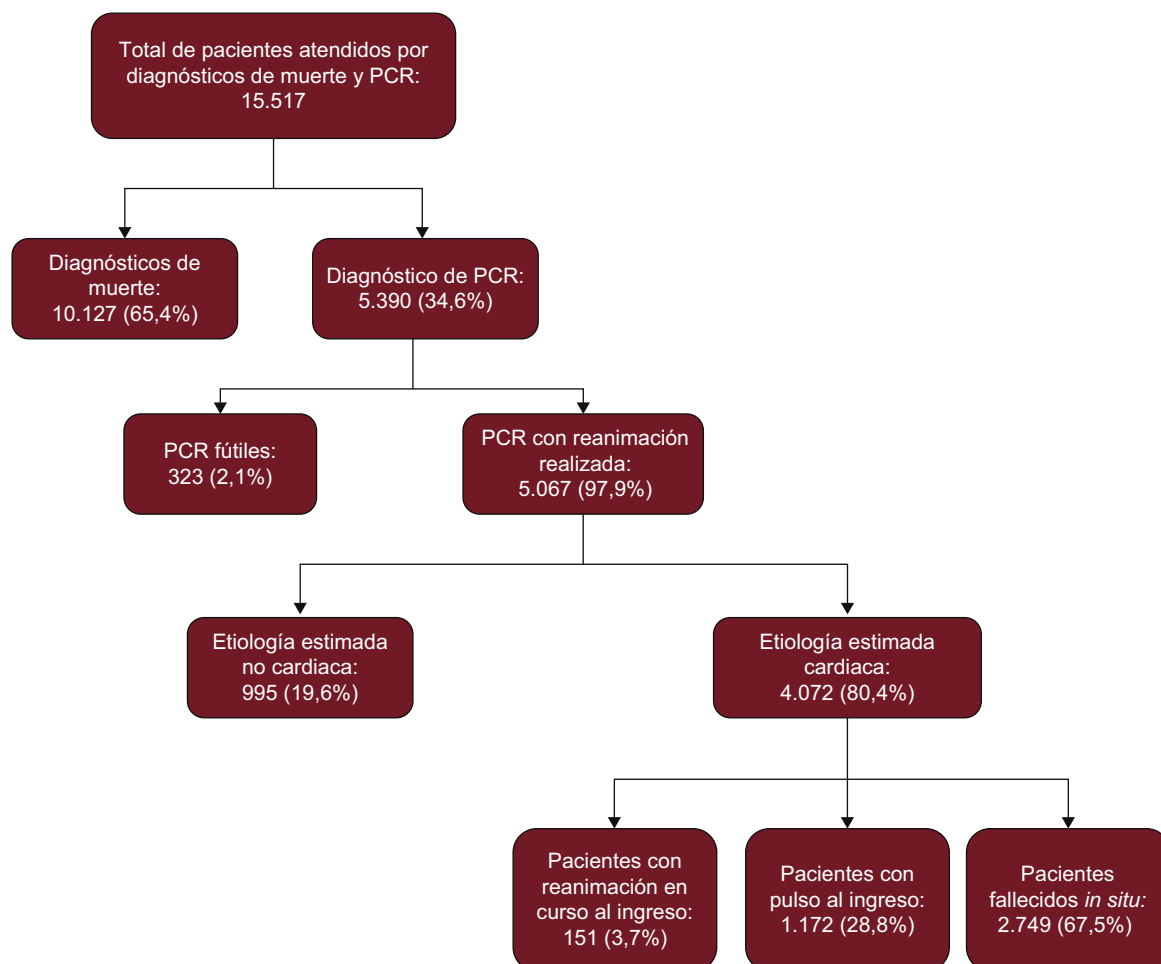 Total de pacientes atendidos por
diagnósticos de muerte y PCR:
15.517
Diagnósticos de
muerte:
10.127 (65,4%)
Diagnóstico de PCR:
5.390 (34,6%)
PCR fútiles:
323 (2,1%)
PCR con reanimación
realizada:
5.067 (97,9%)
Etiología estimada
no cardiaca:
995 (19,6%)
Etiología estimada
cardiaca:
4.072 (80,4%)
Pacientes con
reanimación en
curso al ingreso:
151 (3,7%)
Pacientes con
pulso al ingreso:
1.172 (28,8%)
Pacientes
fallecidos in situ:
2.749 (67,5%)